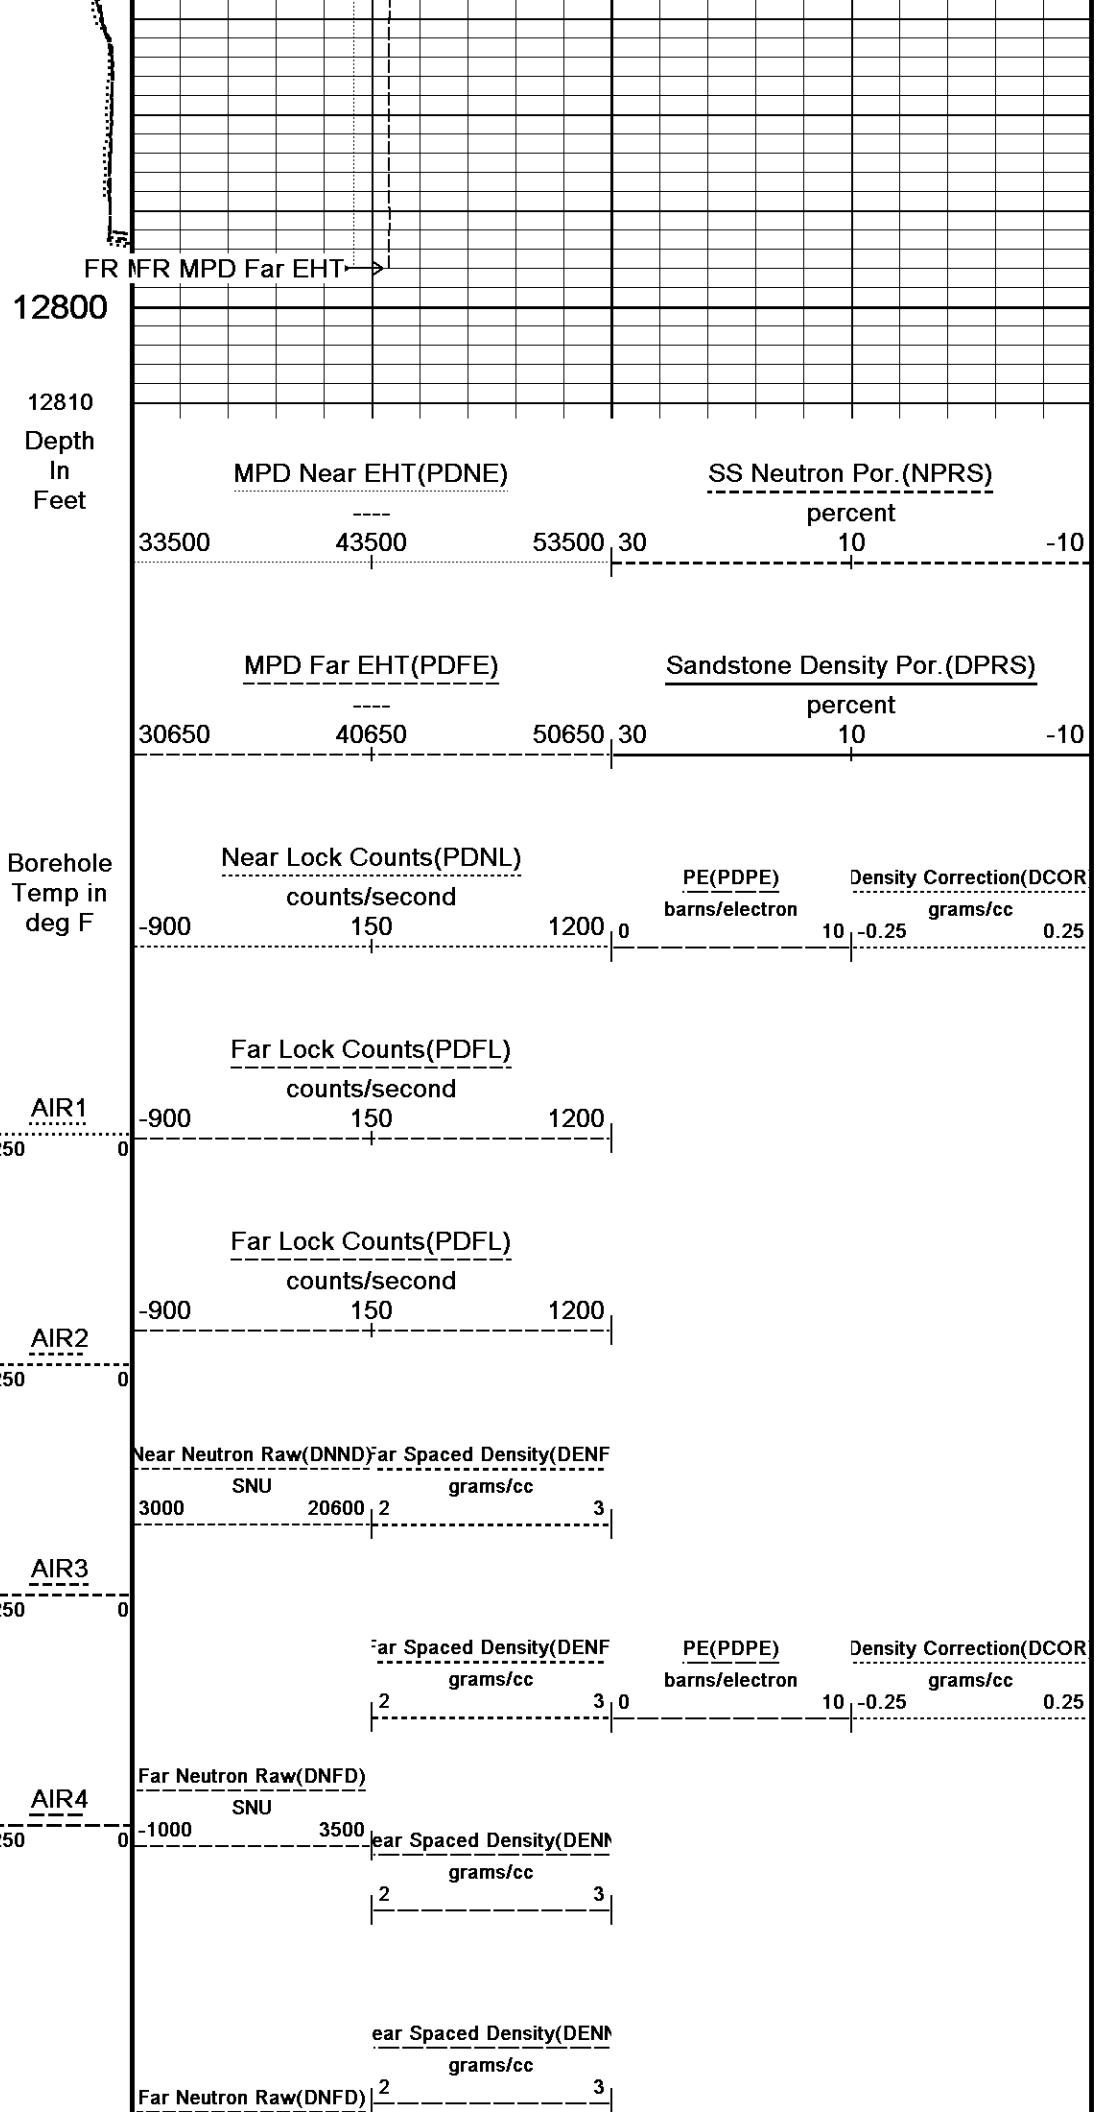 FR MPD Far EHT
12800
12810
Depth
In
Feet
MPD Near EHT(PDNE)
----
33500 43500 53500
SS Neutron Por.(NPRS)
percent
30 10 -10
MPD Far EHT(PDFE)
----
30650 40650 50650
Sandstone Density Por.(DPRS)
percent
30 10 -10
Borehole
Temp in
deg F
Near Lock Counts(PDNL)
counts/second
-900 150 1200
PE(PDPE)
barns/electron
0 10
Density Correction(DCOR
grams/cc
-0.25 0.25
Far Lock Counts(PDFL)
counts/second
-900 150 1200
AIR1
250 0
Far Lock Counts(PDFL)
counts/second
-900 150 1200
AIR2
250 0
Near Neutron Raw(DNND)
SNU
3000 20600
Far Spaced Density(DENF
grams/cc
2 3
AIR3
250 0
Far Spaced Density(DENF
grams/cc
2 3
PE(PDPE)
barns/electron
0 10
Density Correction(DCOR
grams/cc
-0.25 0.25
Far Neutron Raw(DNFD)
SNU
-1000 3500
AIR4
250 0
ear Spaced Density(DENN
grams/cc
2 3
ear Spaced Density(DENN
grams/cc
2 3
Far Neutron Raw(DNFD)